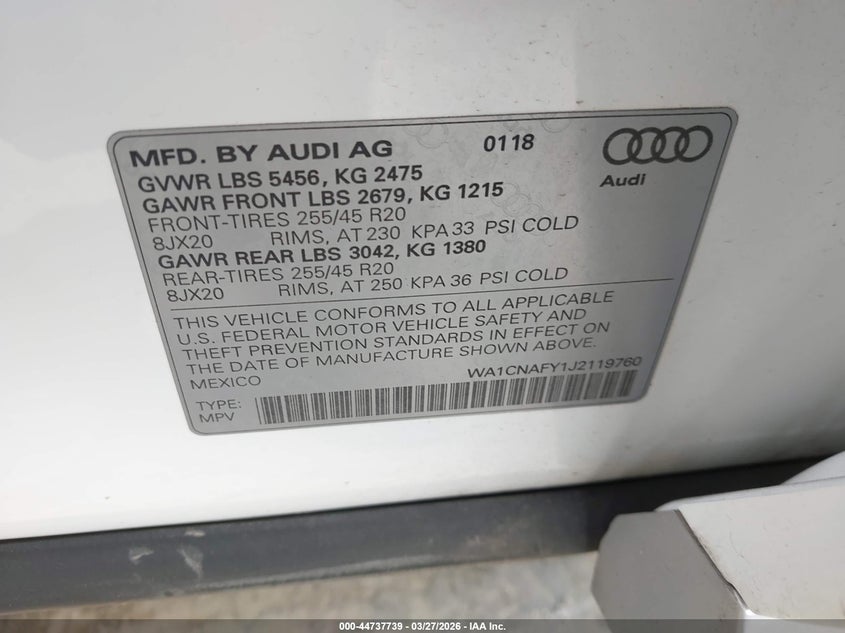 MFD. BY AUDI AG 0118
Audi
GVWR LBS 5456, KG 2475
GAWR FRONT LBS 2679, KG 1215
FRONT-TIRES 255/45 R20
8JX20 RIMS, AT 230 KPA 33 PSI COLD
GAWR REAR LBS 3042, KG 1380
REAR-TIRES 255/45 R20
8JX20 RIMS, AT 250 KPA 36 PSI COLD
THIS VEHICLE CONFORMS TO ALL APPLICABLE
U.S. FEDERAL MOTOR VEHICLE SAFETY AND
THEFT PREVENTION STANDARDS IN EFFECT ON
THE DATE OF MANUFACTURE SHOWN ABOVE.
MEXICO WA1CNAFY1J2119760
TYPE:
MPV
000-44737739 - 03/27/2026 - IAA Inc.